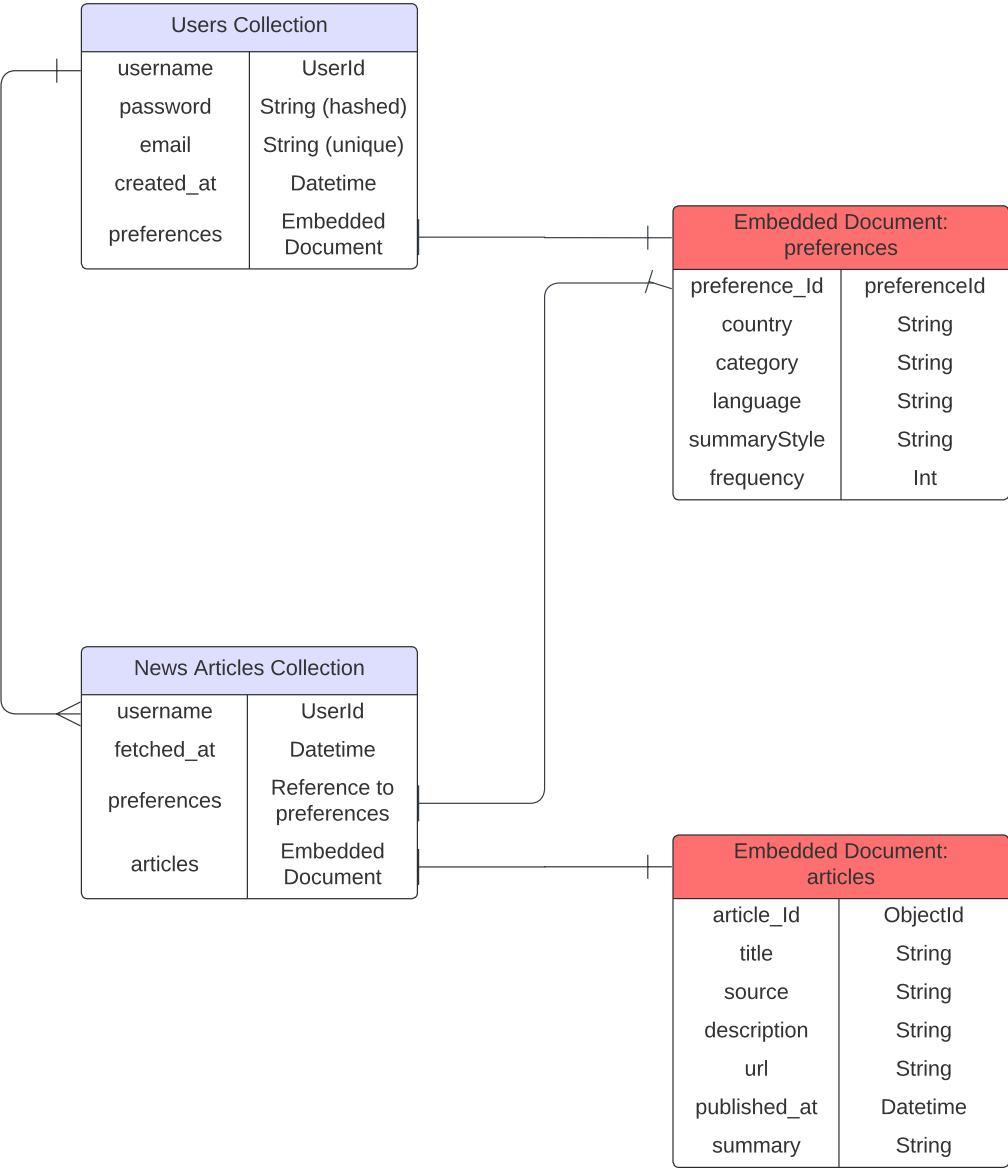 Users Collection
username UserId
password String (hashed)
email String (unique)
created_at Datetime
preferences Embedded
Document
Embedded Document:
preferences
preference_Id preferenceId
country String
category String
language String
summaryStyle String
frequency Int
News Articles Collection
username UserId
fetched_at Datetime
preferences Reference to
preferences
articles Embedded
Document
Embedded Document:
articles
article_Id ObjectId
title String
source String
description String
url String
published_at Datetime
summary String